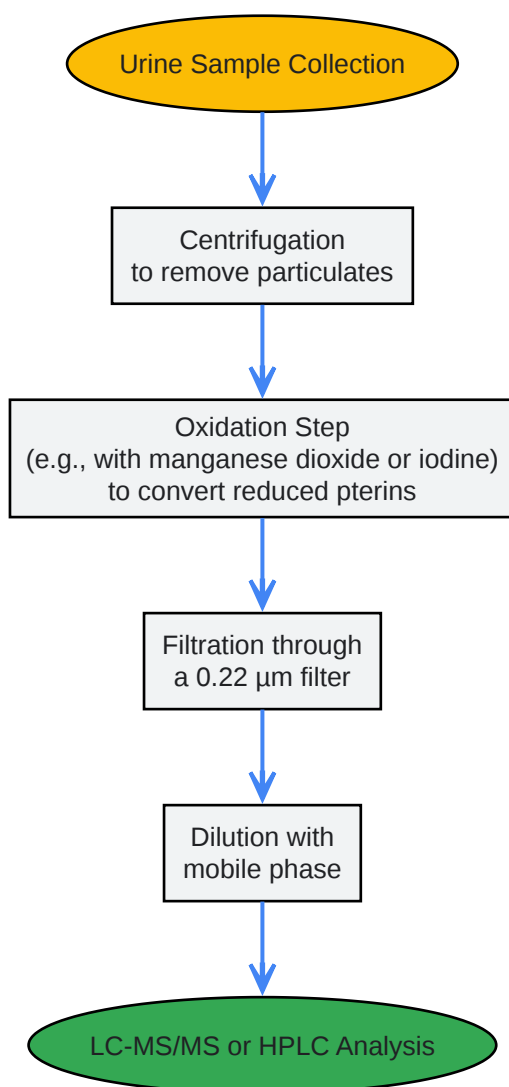 Urine Sample Collection
Centrifugation
to remove particulates
Oxidation Step
(e.g., with manganese dioxide or iodine)
to convert reduced pterins
Filtration through
a 0.22 µm filter
Dilution with
mobile phase
LC-MS/MS or HPLC Analysis